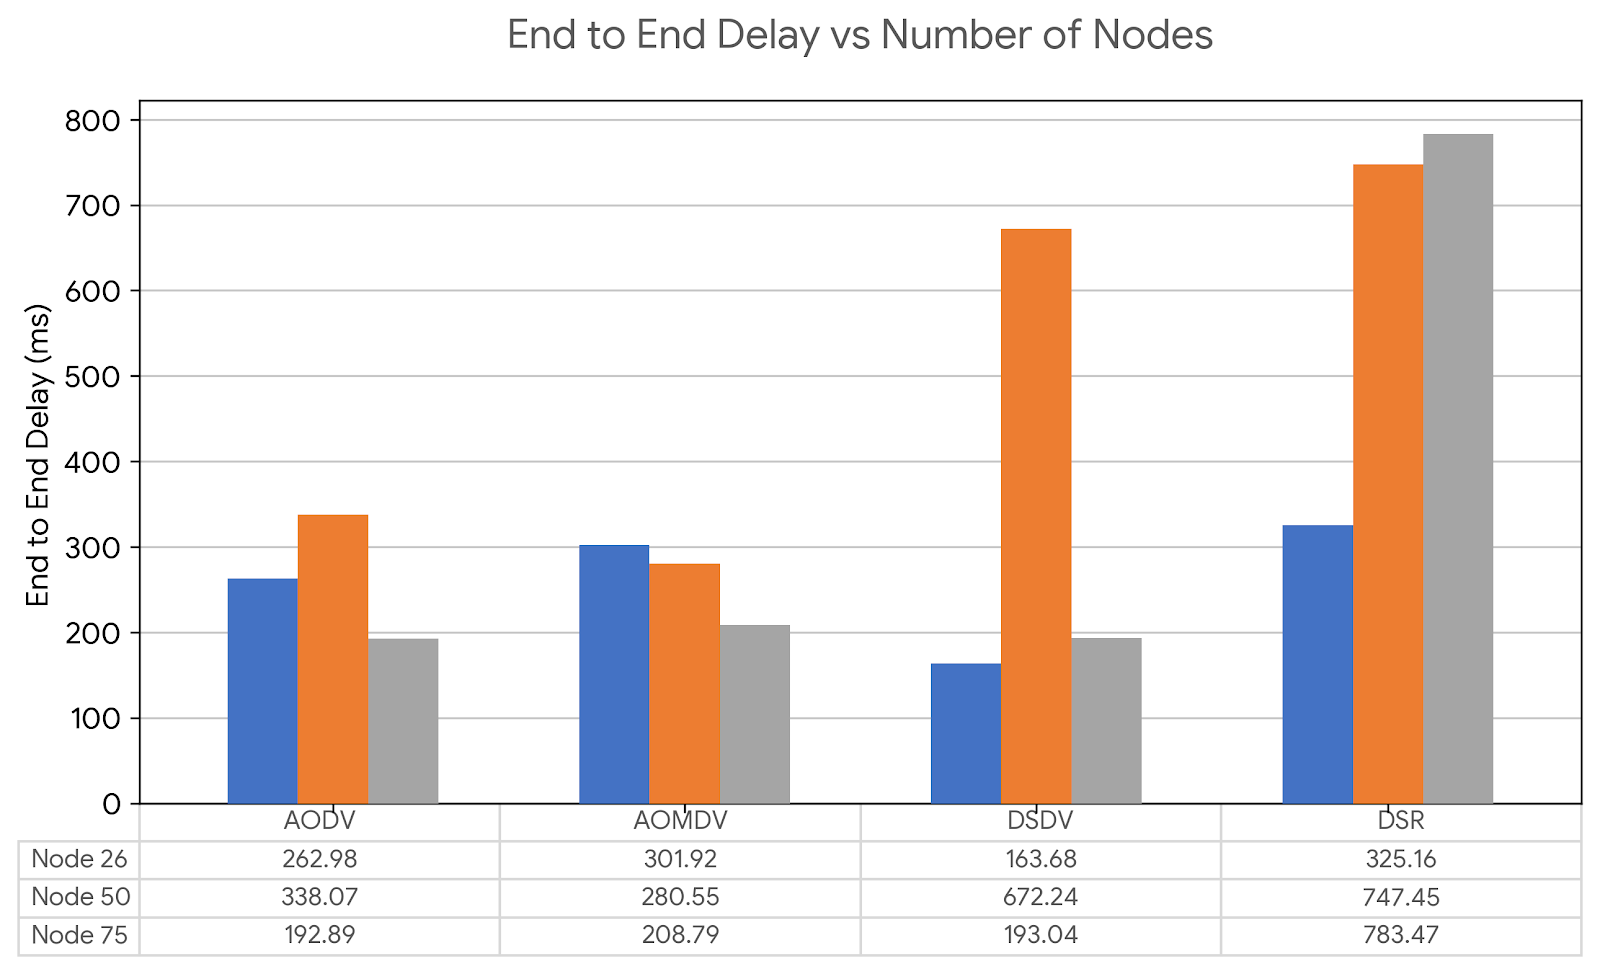 End to End Delay vs Number of Nodes
End to End Delay (ms)
800
700
600
500
400
300
200
100
0
AODV AOMDV DSDV DSR
Node 26 262.98 301.92 163.68 325.16
Node 50 338.07 280.55 672.24 747.45
Node 75 192.89 208.79 193.04 783.47